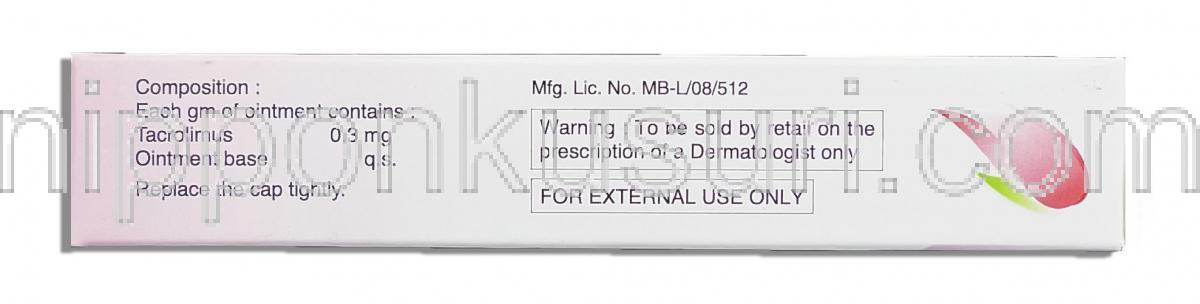 Composition :
Each gm of ointment contains :
Tacrolimus 0.3 mg
Ointment base q.s.
Replace the cap tightly.
Mfg. Lic. No. MB-L/08/512
Warning : To be sold by retail on the
prescription of a Dermatologist only
FOR EXTERNAL USE ONLY
nipponkusuri.com